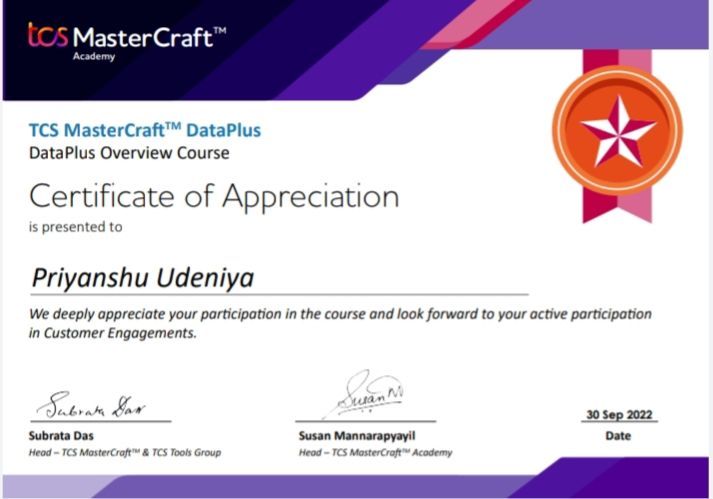 tcs MasterCraft™
Academy
TCS MasterCraft™ DataPlus
DataPlus Overview Course
Certificate of Appreciation
is presented to
Priyanshu Udeniya
We deeply appreciate your participation in the course and look forward to your active participation
in Customer Engagements.
Subrata Das
Susan M
30 Sep 2022
Subrata Das
Susan Mannarapyayil
Date
Head – TCS MasterCraft™ & TCS Tools Group
Head – TCS MasterCraft™ Academy